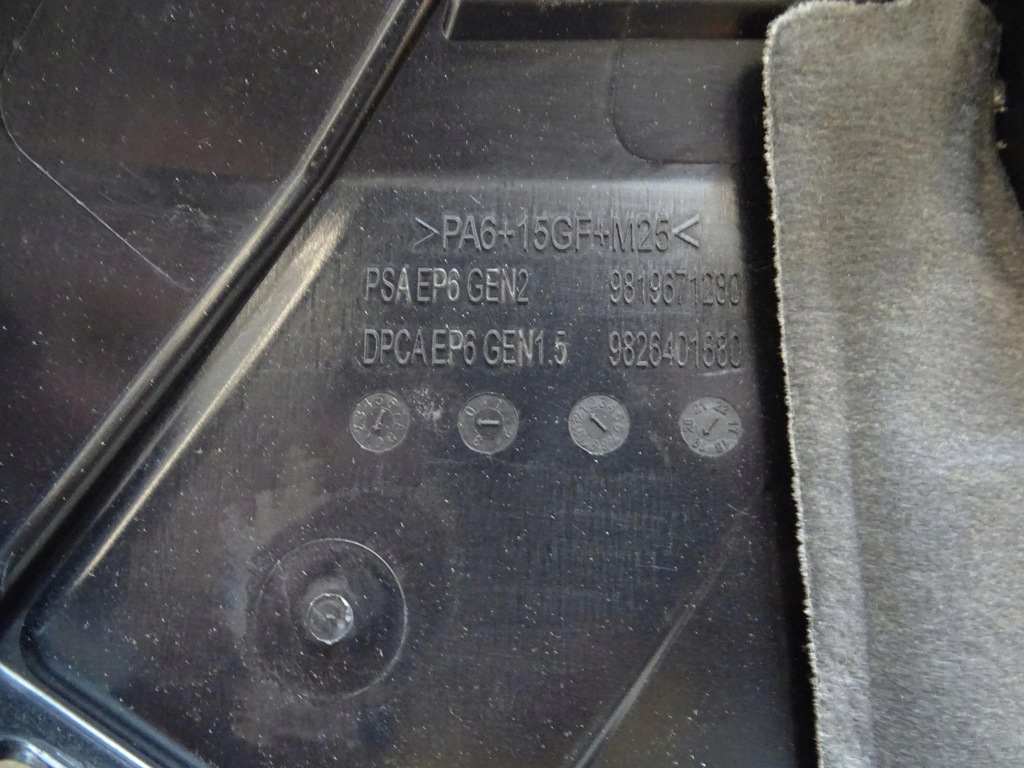 >PA6+15GF+M25<
PSA EP6 GEN2 9819671280
DPCA EP6 GEN1.5 9826401680